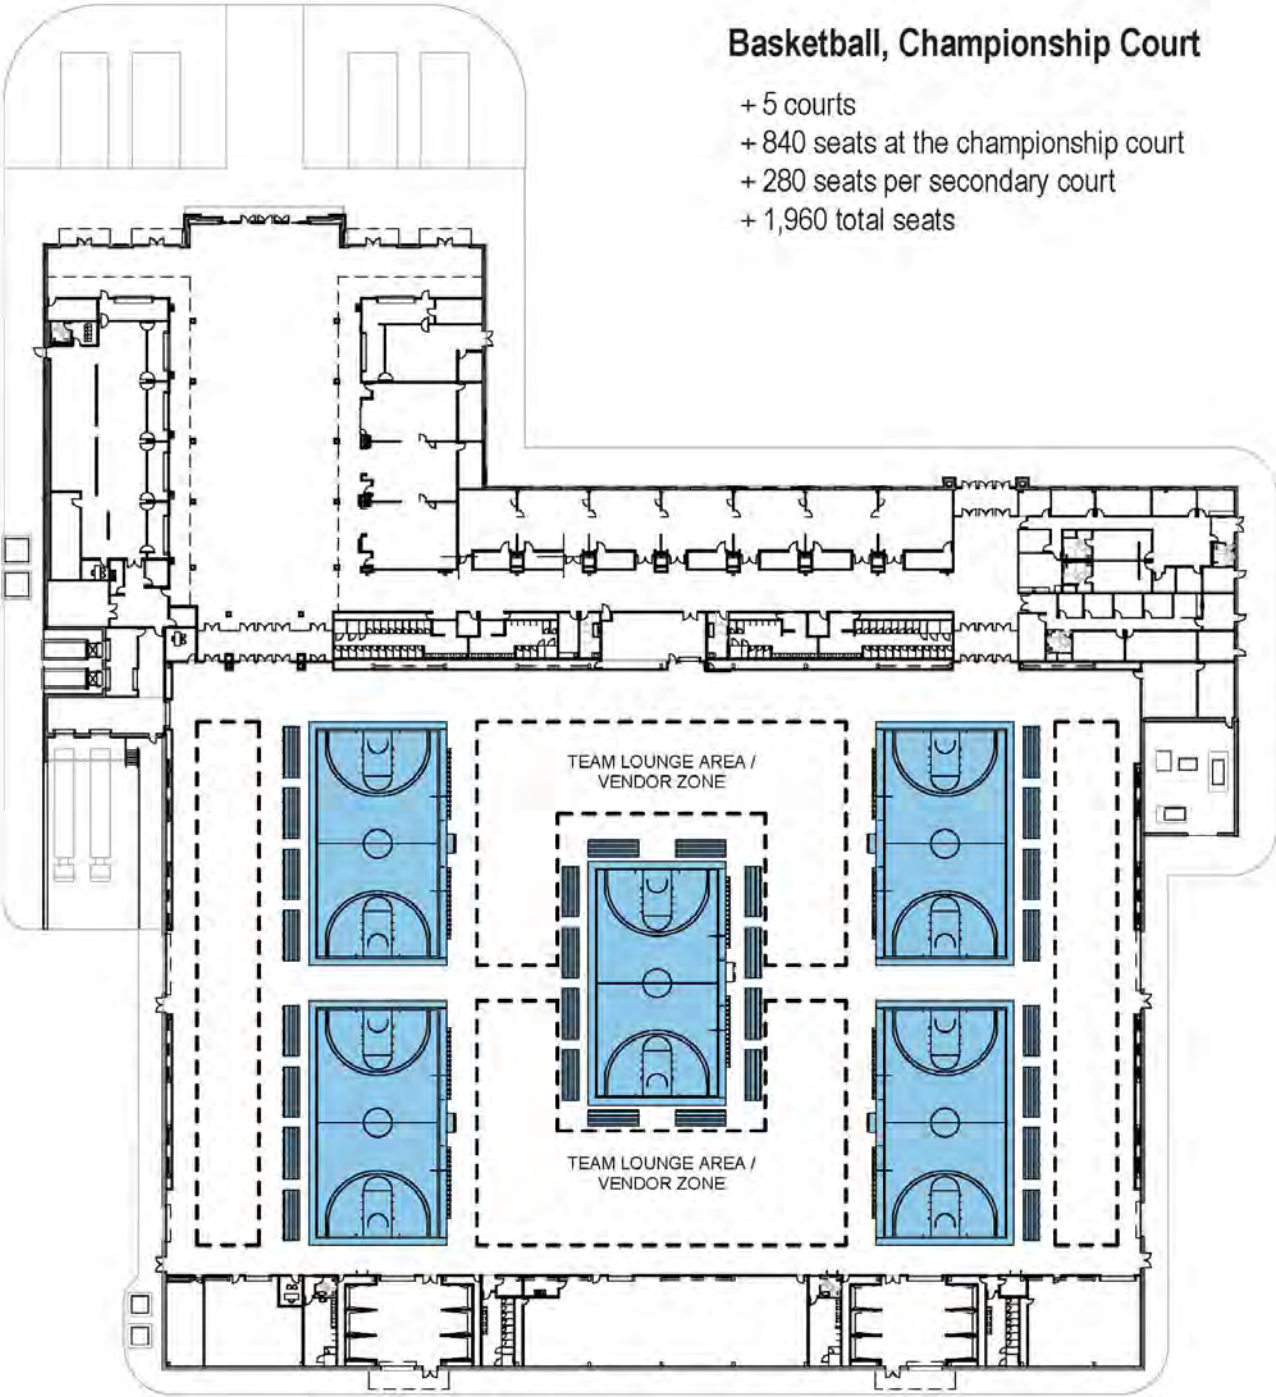 Basketball, Championship Court
+ 5 courts
+ 840 seats at the championship court
+ 280 seats per secondary court
+ 1,960 total seats
TEAM LOUNGE AREA /
VENDOR ZONE
TEAM LOUNGE AREA /
VENDOR ZONE